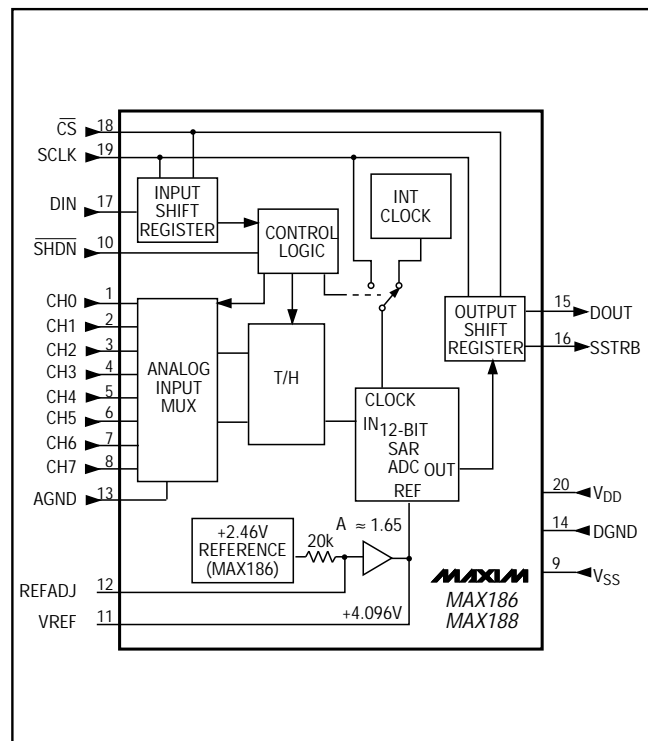 CS 18
SCLK 19
DIN 17
SHDN 10
INPUT
SHIFT
REGISTER
CONTROL
LOGIC
INT
CLOCK
CH0 1
CH1 2
CH2 3
CH3 4
CH4 5
CH5 6
CH6 7
CH7 8
AGND 13
ANALOG
INPUT
MUX
T/H
OUTPUT
SHIFT
REGISTER
15 DOUT
16 SSTRB
CLOCK
IN 12-BIT
SAR
ADC OUT
REF
20 VDD
14 DGND
9 VSS
+2.46V
REFERENCE
(MAX186)
20k
A ≈ 1.65
REFADJ 12
VREF 11
+4.096V
MAXIM
MAX186
MAX188